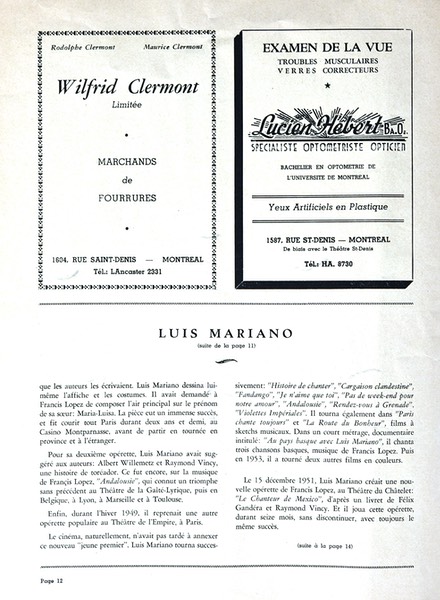 Rodolphe Clermont Maurice Clermont
Wilfrid Clermont
Limitée
MARCHANDS
de
FOURRURES
1604, RUE SAINT-DENIS — MONTREAL
Tél.: LAncaster 2331
EXAMEN DE LA VUE
TROUBLES MUSCULAIRES
VERRES CORRECTEURS
Lucien Hébert B.A.O.
SPECIALISTE OPTOMETRISTE OPTICIEN
BACHELIER EN OPTOMETRIE DE
L'UNIVERSITE DE MONTREAL
Yeux Artificiels en Plastique
1587, RUE ST-DENIS — MONTREAL
De biais avec le Théâtre St-Denis
Tél.: HA. 8730
LUIS MARIANO
(suite de la page 11)
que les auteurs les écrivaient. Luis Mariano dessina lui-
même l'affiche et les costumes. Il avait demandé à
Francis Lopez de composer l'air principal sur le prénom
de sa sœur: Maria-Luisa. La pièce eut un immense succès,
et fit courir tout Paris durant deux ans et demi, au
Casino Montparnasse, avant de partir en tournée en
province et à l'étranger.
Pour sa deuxième opérette, Luis Mariano avait sug-
géré aux auteurs: Albert Willemetz et Raymond Vincy,
une histoire de toréador. Ce fut encore, sur la musique
de Francis Lopez, "Andalousie", qui connut un triomphe
sans précédent au Théâtre de la Gaîté-Lyrique, puis en
Belgique, à Lyon, à Marseille et à Toulouse.
Enfin, durant l'hiver 1949, il reprenait une autre
opérette populaire au Théâtre de l'Empire, à Paris.
Le cinéma, naturellement, n'avait pas tardé à annexer
ce nouveau "jeune premier". Luis Mariano tourna succes-
sivement: "Histoire de chanter", "Cargaison clandestine",
"Fandango", "Je n'aime que toi", "Pas de week-end pour
notre amour", "Andalousie", "Rendez-vous à Grenade",
"Violettes Impériales". Il tourna également dans "Paris
chante toujours" et "La Route du Bonheur", films à
sketchs musicaux. Dans un court métrage, documentaire
intitulé: "Au pays basque avec Luis Mariano", il chanta
trois chansons basques, musique de Francis Lopez. Puis
en 1953, il a tourné deux autres films en couleurs.
Le 15 décembre 1951, Luis Mariano créait une nou-
velle opérette de Francis Lopez, au Théâtre du Châtelet:
"Le Chanteur de Mexico", d'après un livret de Félix
Gandéra et Raymond Vincy. Et il joua cette opérette,
durant seize mois, sans discontinuer, avec toujours le
même succès.
(suite à la page 14)
Page 12